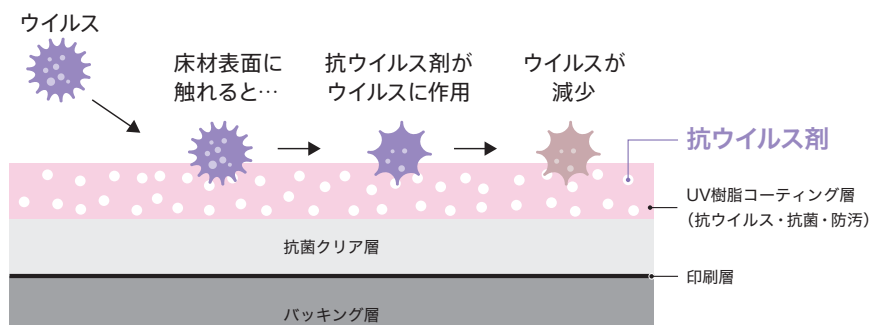 ウイルス
床材表面に
触れると…
抗ウイルス剤が
ウイルスに作用
ウイルスが
減少
抗ウイルス剤
UV樹脂コーティング層
（抗ウイルス・抗菌・防汚）
抗菌クリア層
印刷層
バッキング層